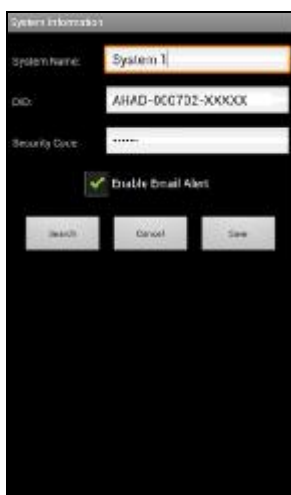 System Information
System Name: System 1
DID: AHAD-000702-XXXXX
Security Code: ······
Enable Email Alert
Search Cancel Save